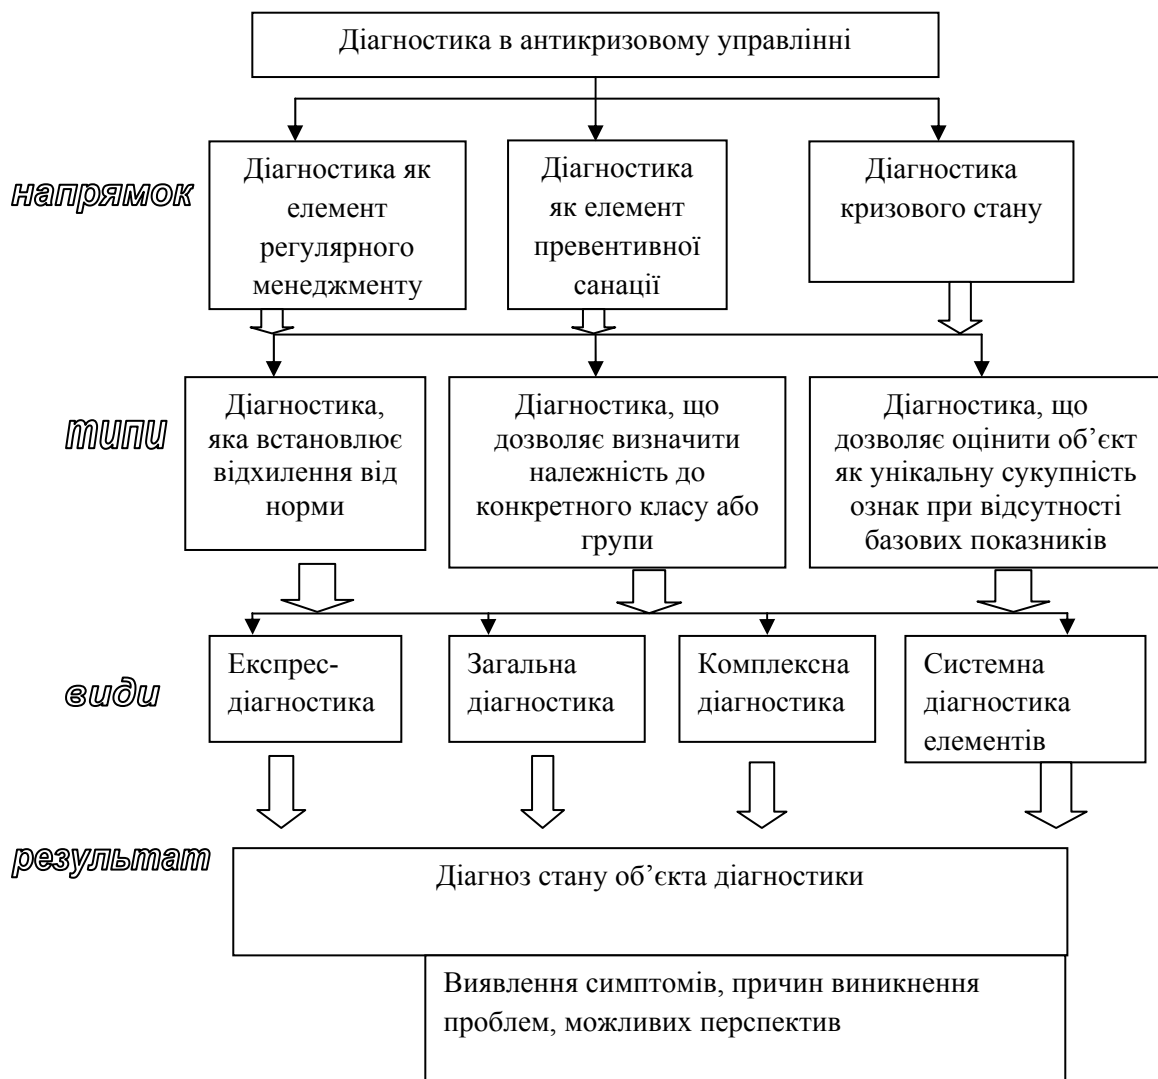 Діагностика в антикризовому управлінні
напрямок
Діагностика як
елемент
регулярного
менеджменту
Діагностика
як елемент
превентивної
санації
Діагностика
кризового стану
типи
Діагностика,
яка встановлює
відхилення від
норми
Діагностика, що
дозволяє визначити
належність до
конкретного класу або
групи
Діагностика, що
дозволяє оцінити об’єкт
як унікальну сукупність
ознак при відсутності
базових показників
види
Експрес-
діагностика
Загальна
діагностика
Комплексна
діагностика
Системна
діагностика
елементів
результат
Діагноз стану об’єкта діагностики
Виявлення симптомів, причин виникнення
проблем, можливих перспектив